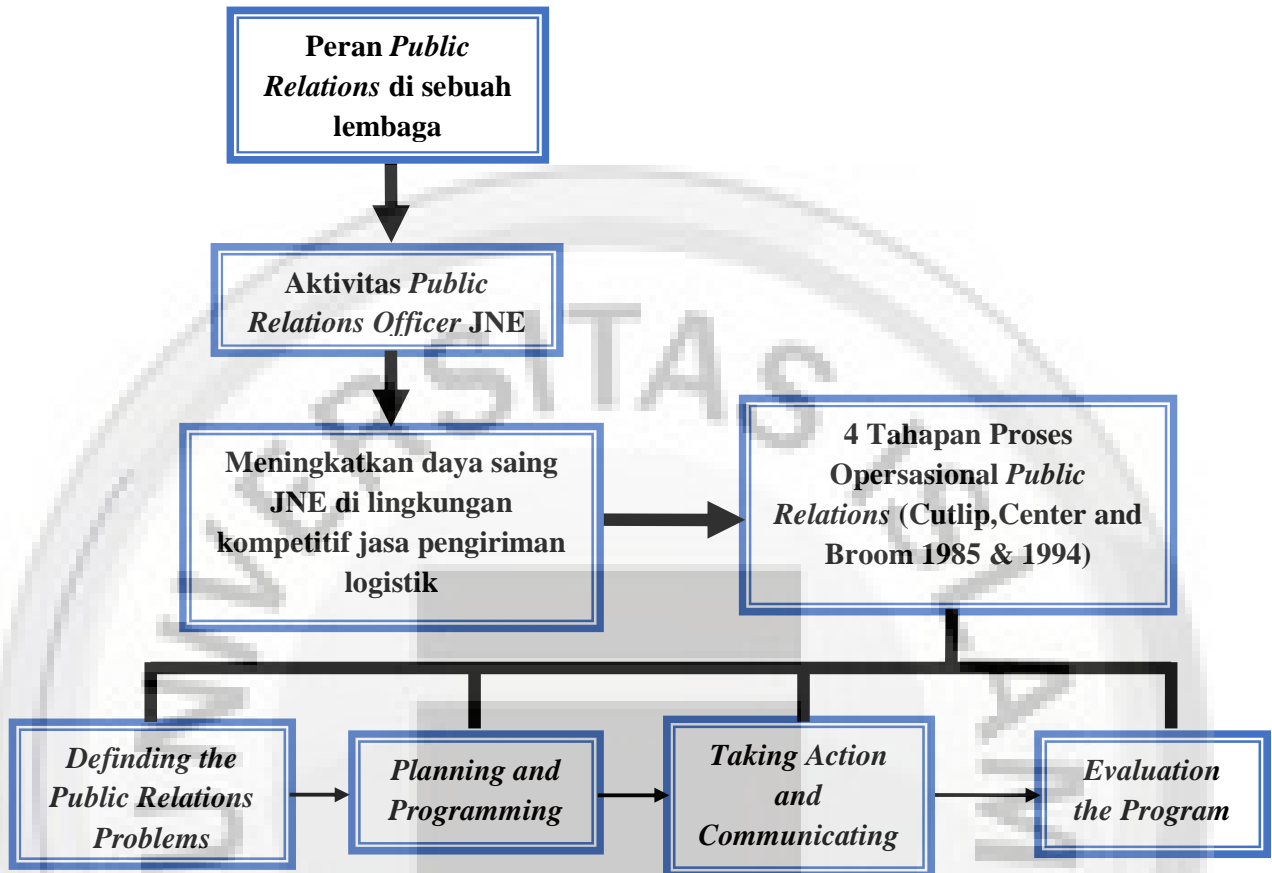 Peran Public
Relations di sebuah
lembaga
Aktivitas Public
Relations Officer JNE
Meningkatkan daya saing
JNE di lingkungan
kompetitif jasa pengiriman
logistik
4 Tahapan Proses
Opersasional Public
Relations (Cutlip,Center and
Broom 1985 & 1994)
Definding the
Public Relations
Problems
Planning and
Programming
Taking Action
and
Communicating
Evaluation
the Program
UNIVERSITAS ISLAM